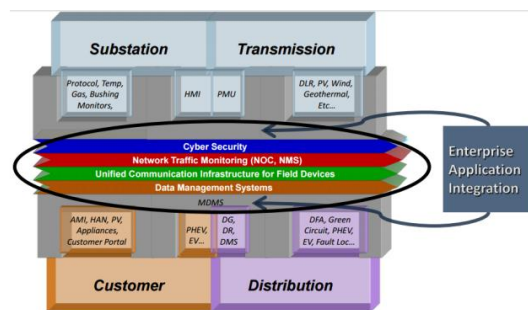 Substation
Transmission
Protocol, Temp,
Gas, Bushing
Monitors,
HMI
PMU
DLR, PV, Wind,
Geothermal,
Etc...
Cyber Security
Network Traffic Monitoring (NOC, NMS)
Unified Communication Infrastructure for Field Devices
Data Management Systems
MDMS
Enterprise
Application
Integration
AMI, HAN, PV,
Appliances,
Customer Portal
PHEV,
EV...
DG,
DR,
DMS
DFA, Green
Circuit, PHEV,
EV, Fault Loc...
Customer
Distribution